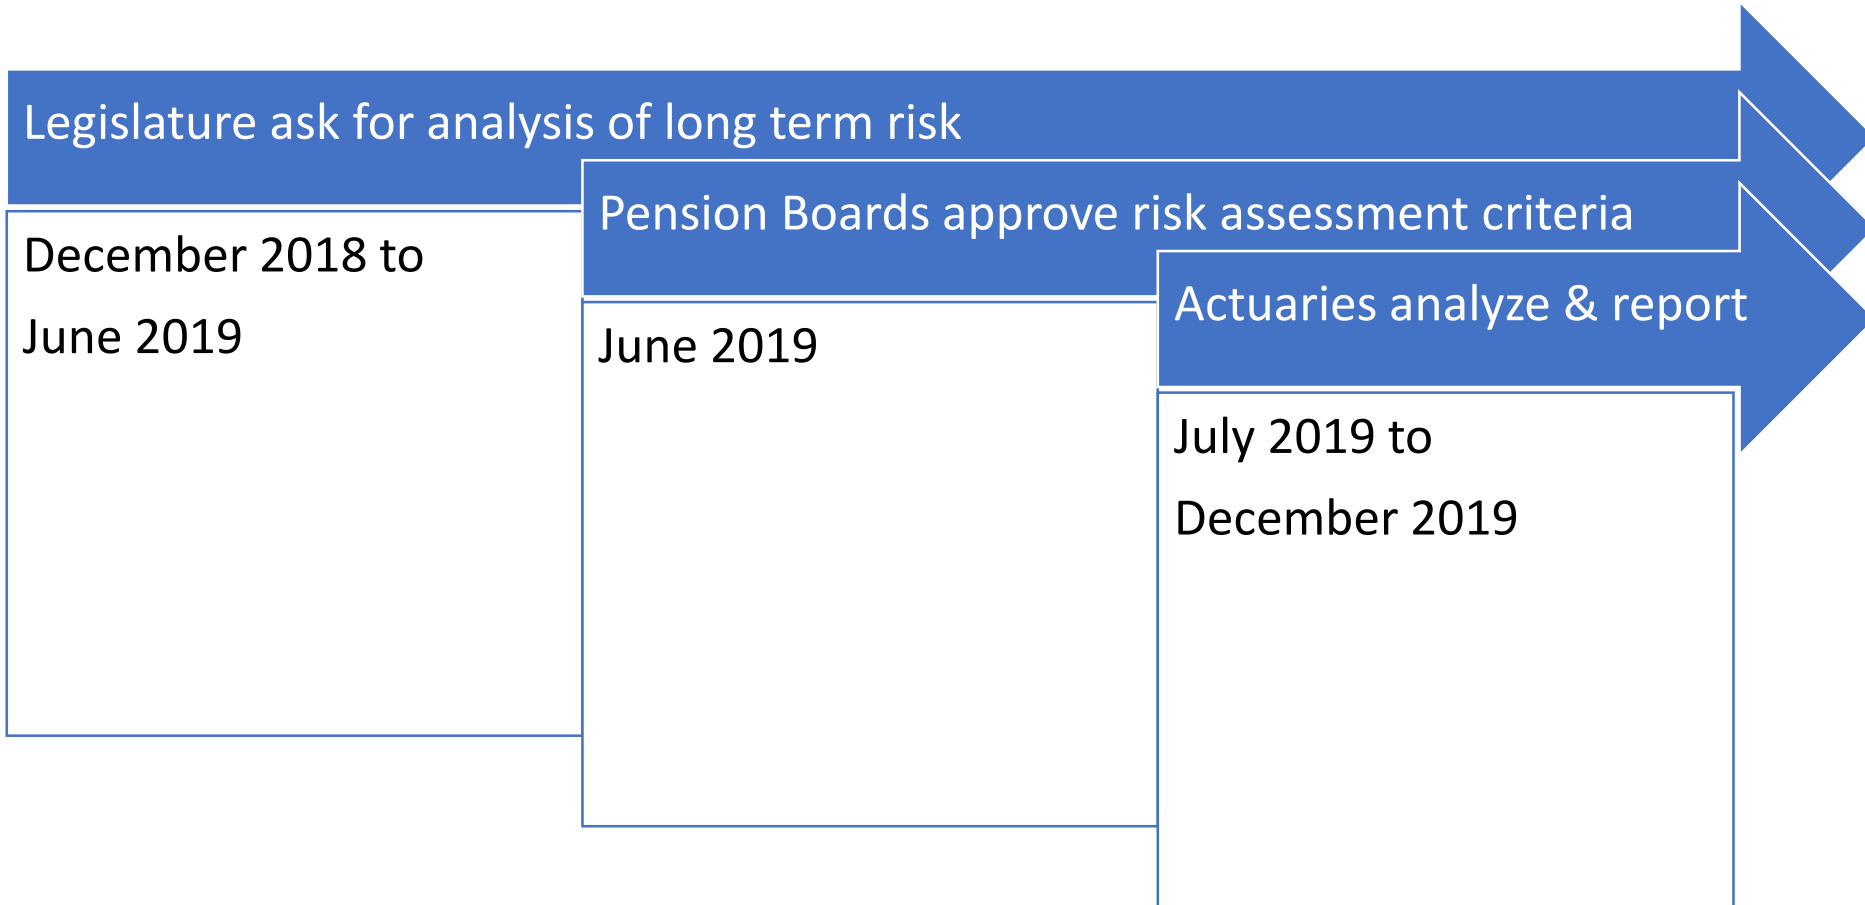 Legislature ask for analysis of long term risk
December 2018 to
June 2019
Pension Boards approve risk assessment criteria
June 2019
Actuaries analyze & report
July 2019 to
December 2019